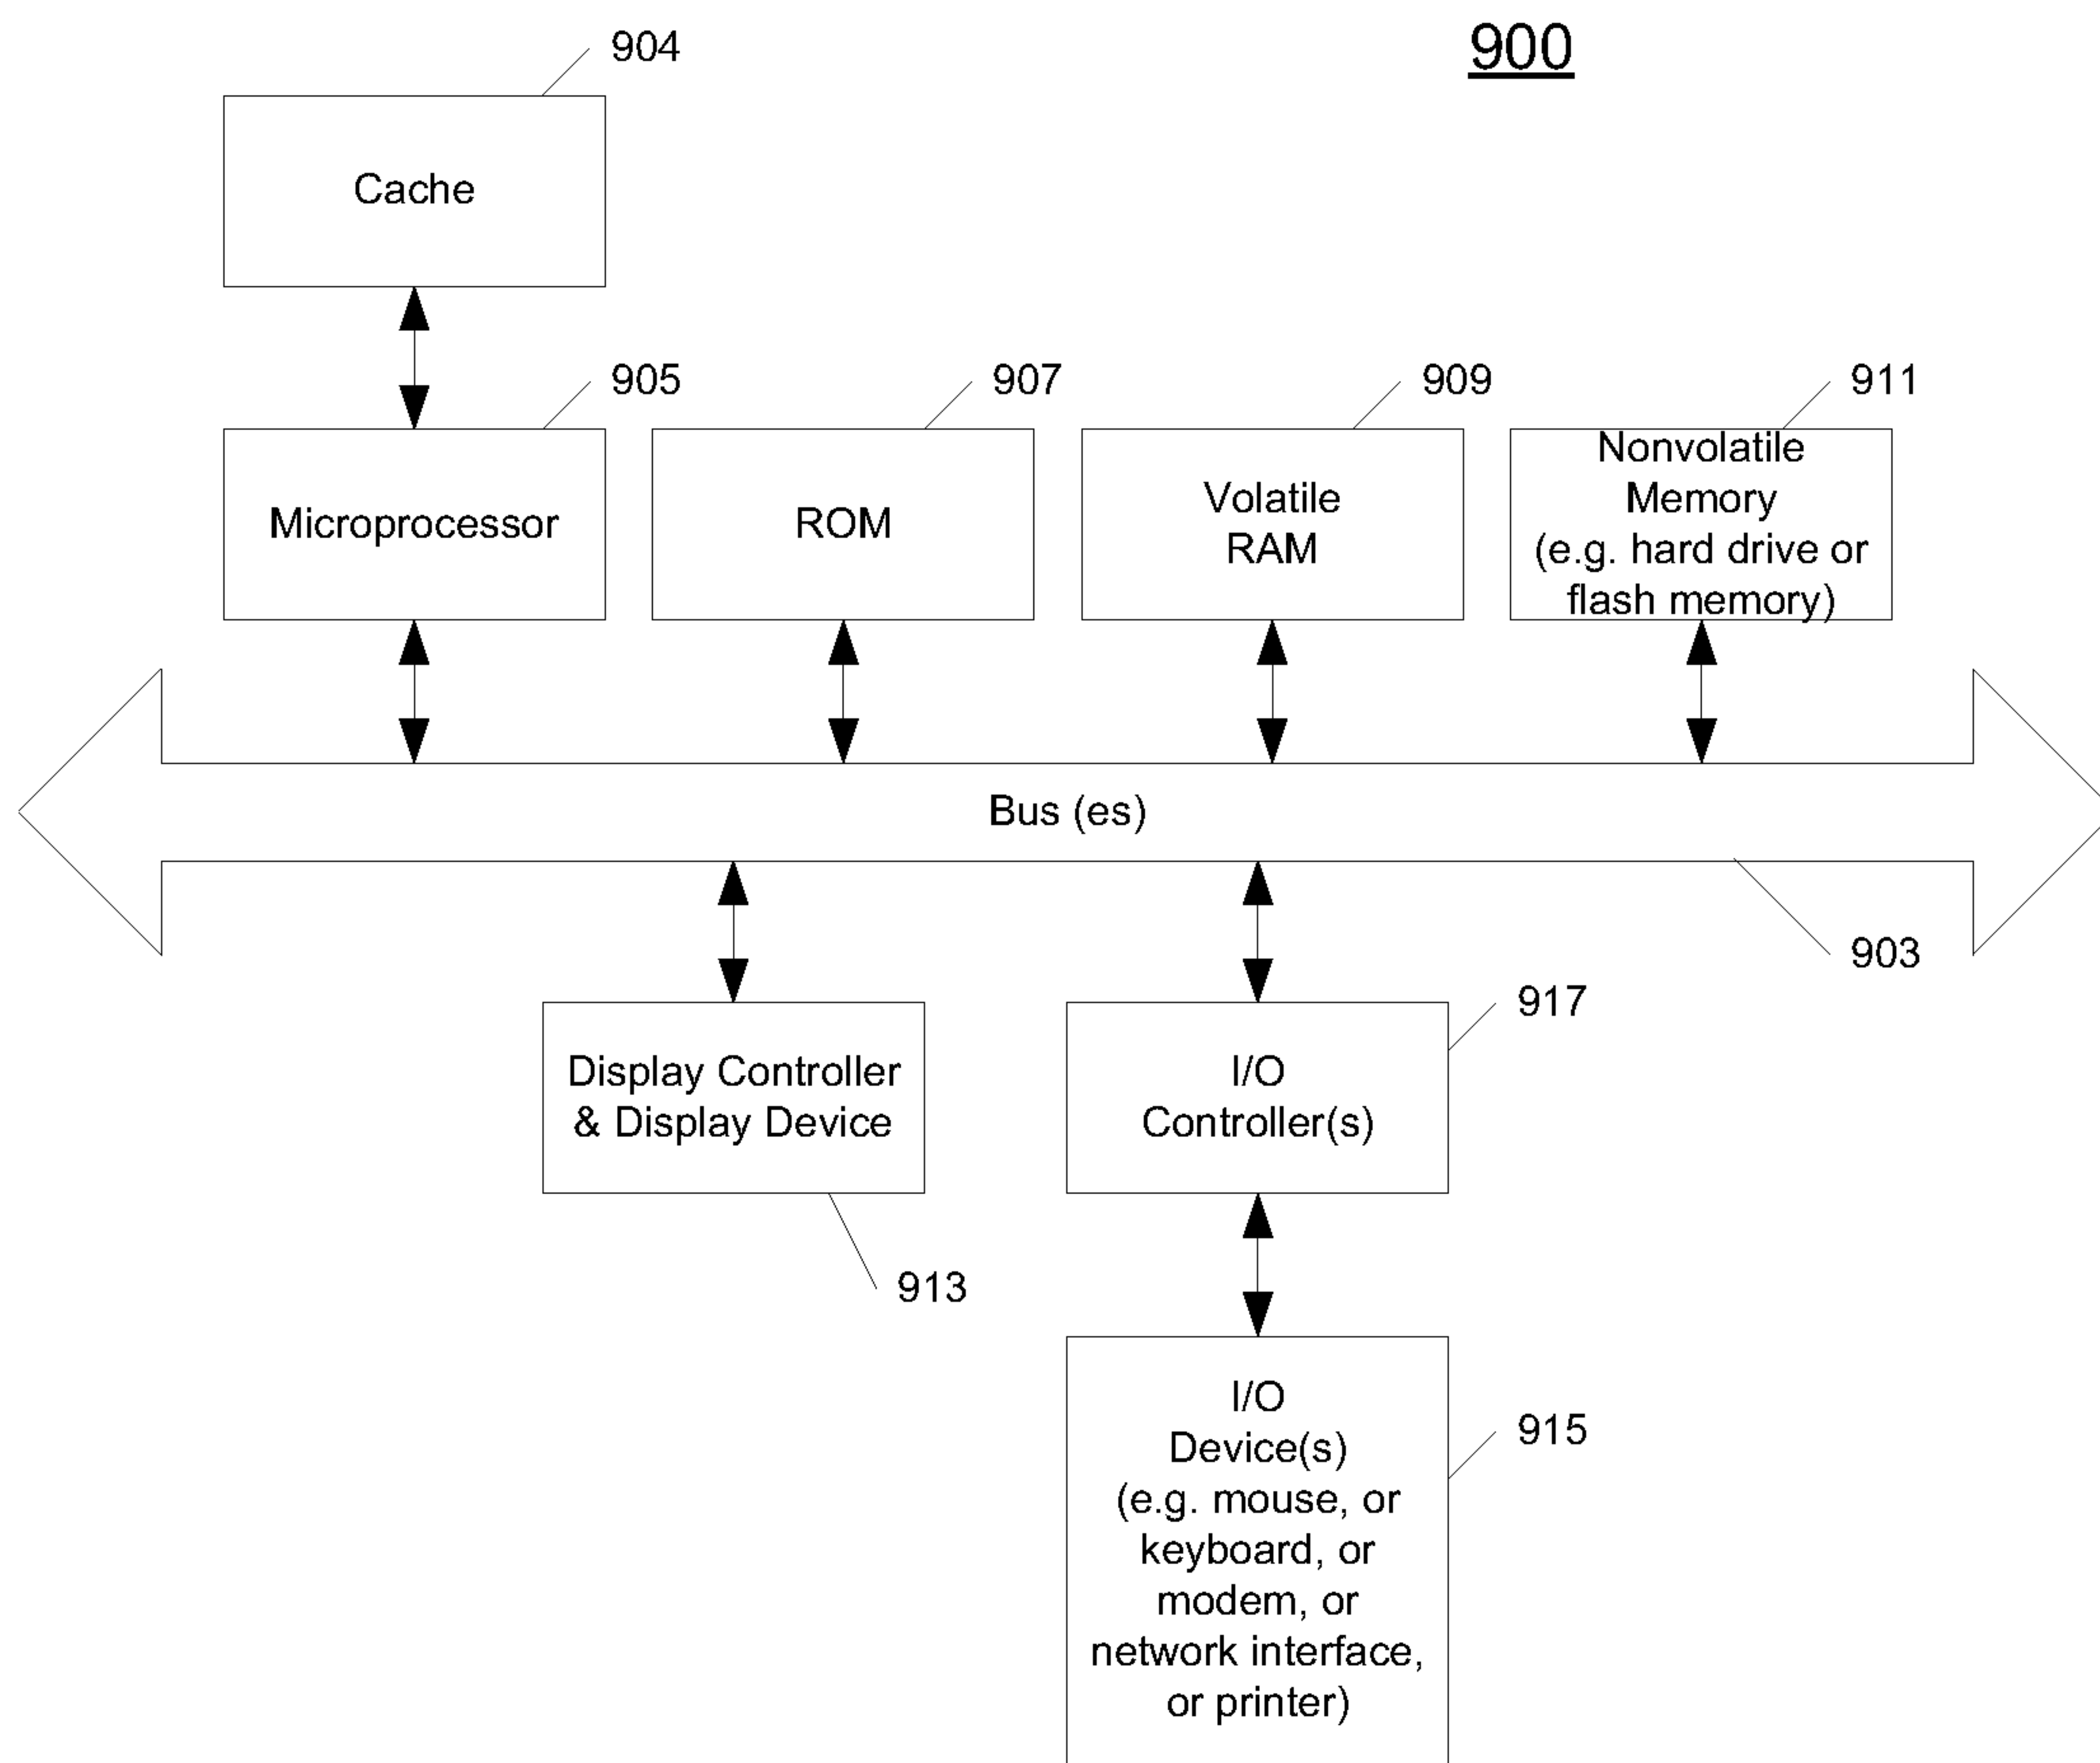 904
900
Cache
905
907
909
911
Microprocessor
ROM
Volatile
RAM
Nonvolatile
Memory
(e.g. hard drive or
flash memory)
Bus (es)
903
Display Controller
& Display Device
913
917
I/O
Controller(s)
I/O
Device(s)
(e.g. mouse, or
keyboard, or
modem, or
network interface,
or printer)
915